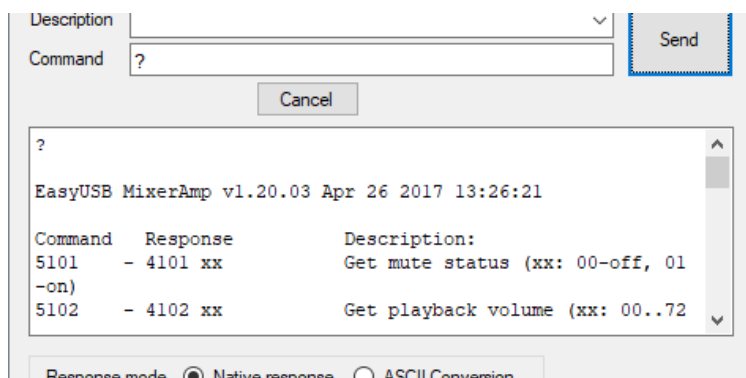 Description
Send
Command ?
Cancel
?
EasyUSB MixerAmp v1.20.03 Apr 26 2017 13:26:21
Command Response Description:
5101 - 4101 xx Get mute status (xx: 00-off, 01
-on)
5102 - 4102 xx Get playback volume (xx: 00..72
Response mode Native response ASCII Conversion